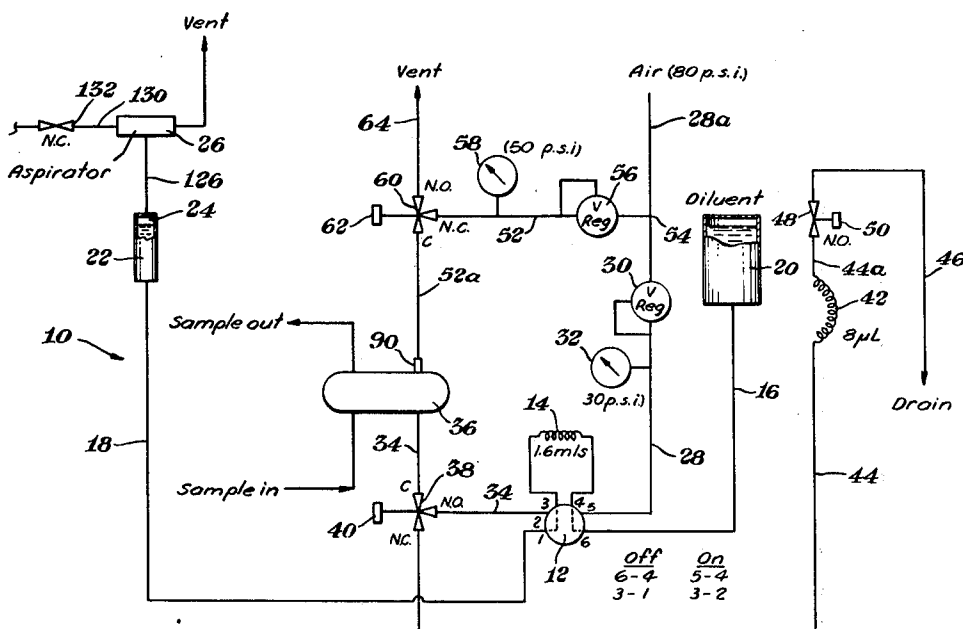 Vent
132
130
N.C.
26
Aspirator
126
24
22
10
18
Vent
64
60
N.O.
62
N.C.
C
52a
58
(50 p.s.i)
52
56
V
Reg
54
Air (80 p.s.i.)
28a
30
V
Reg
32
30 p.s.i)
28
Diluent
20
16
48
50
N.O.
44a
42
8µL
46
Drain
44
Sample out
90
36
34
Sample in
C
38
N.O.
34
40
N.C.
14
1.6mls
3
4
5
2
1
6
12
Off
On
6-4
5-4
3-1
3-2